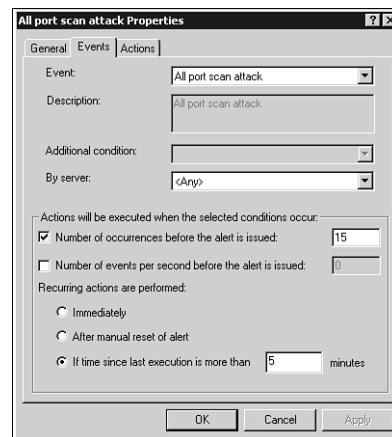 All port scan attack Properties
General Events Actions
Event: All port scan attack
Description: All port scan attack
Additional condition:
By server: <Any>
Actions will be executed when the selected conditions occur:
Number of occurrences before the alert is issued: 15
Number of events per second before the alert is issued: 0
Recurring actions are performed:
Immediately
After manual reset of alert
If time since last execution is more than 5 minutes
OK Cancel Apply